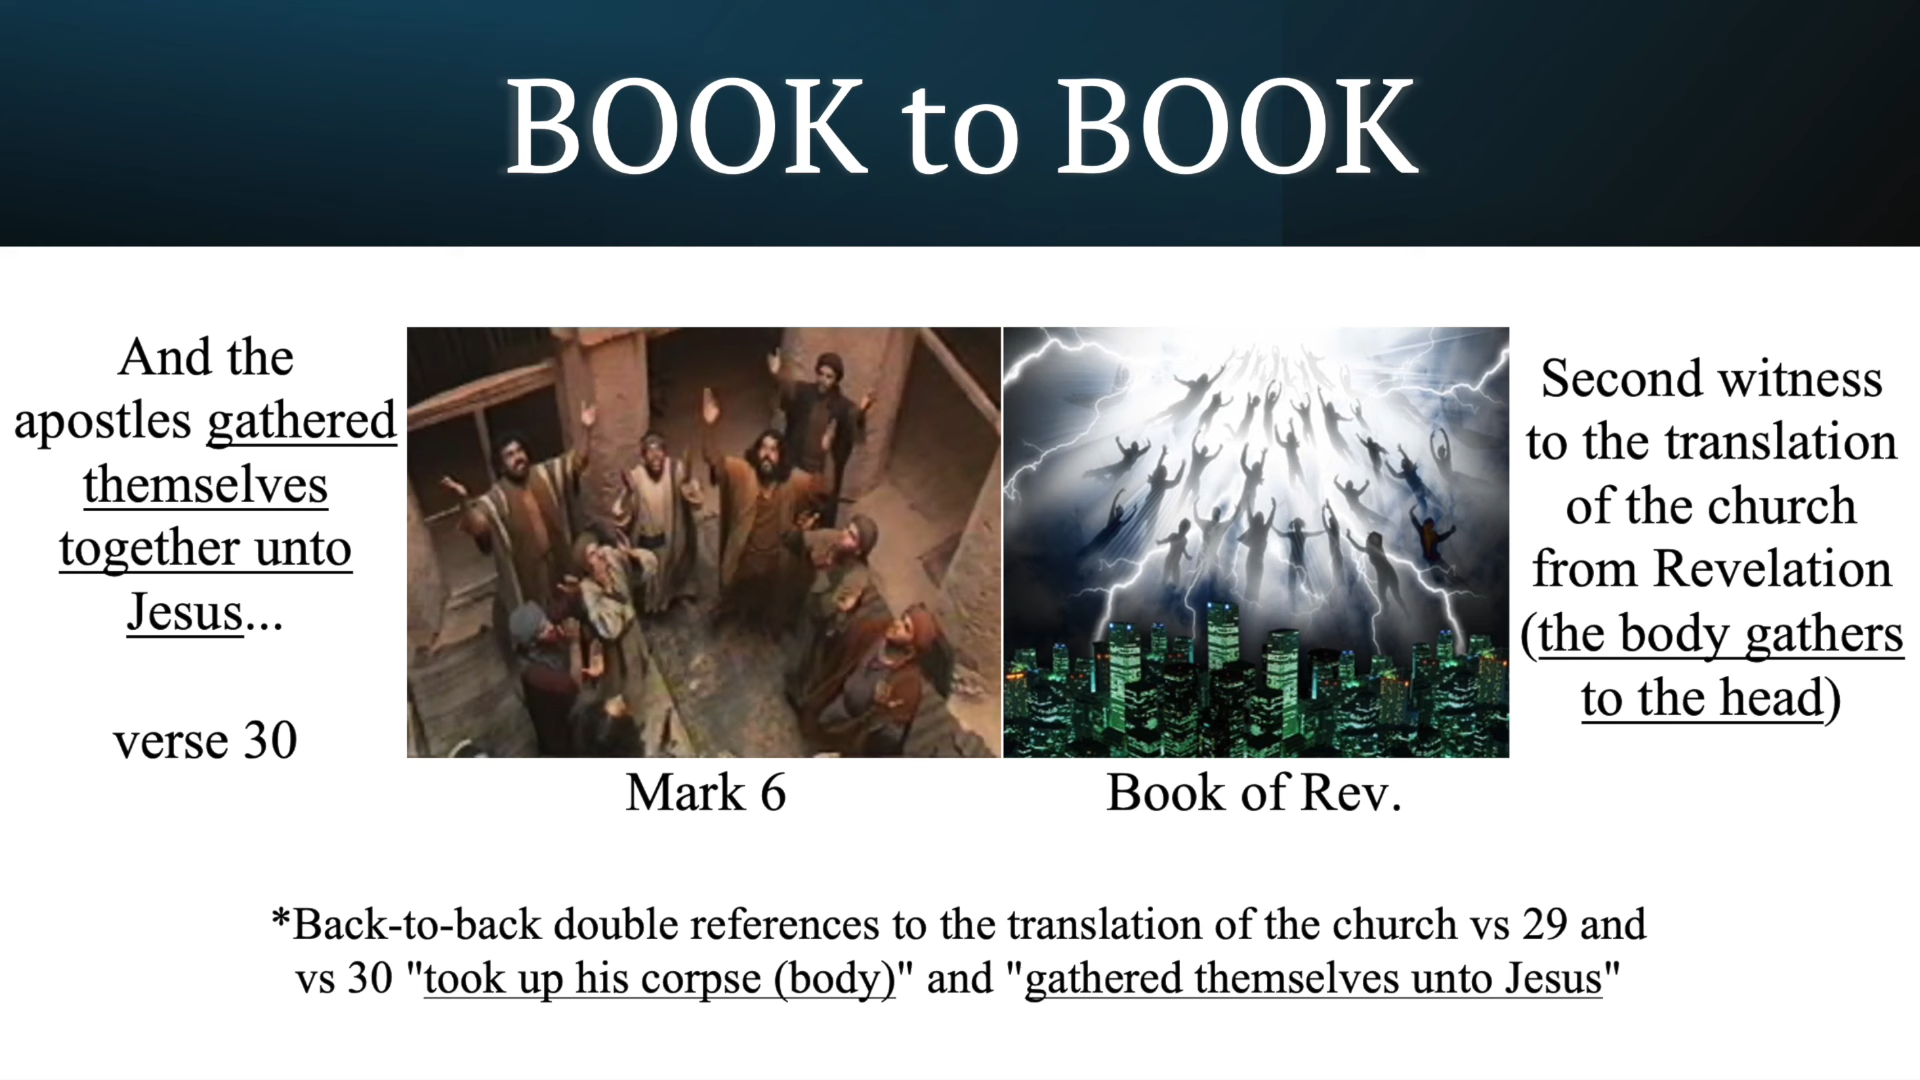 BOOK to BOOK
And the
apostles gathered
themselves
together unto
Jesus...
verse 30
Mark 6
Book of Rev.
Second witness
to the translation
of the church
from Revelation
(the body gathers
to the head)
*Back-to-back double references to the translation of the church vs 29 and
vs 30 "took up his corpse (body)" and "gathered themselves unto Jesus"